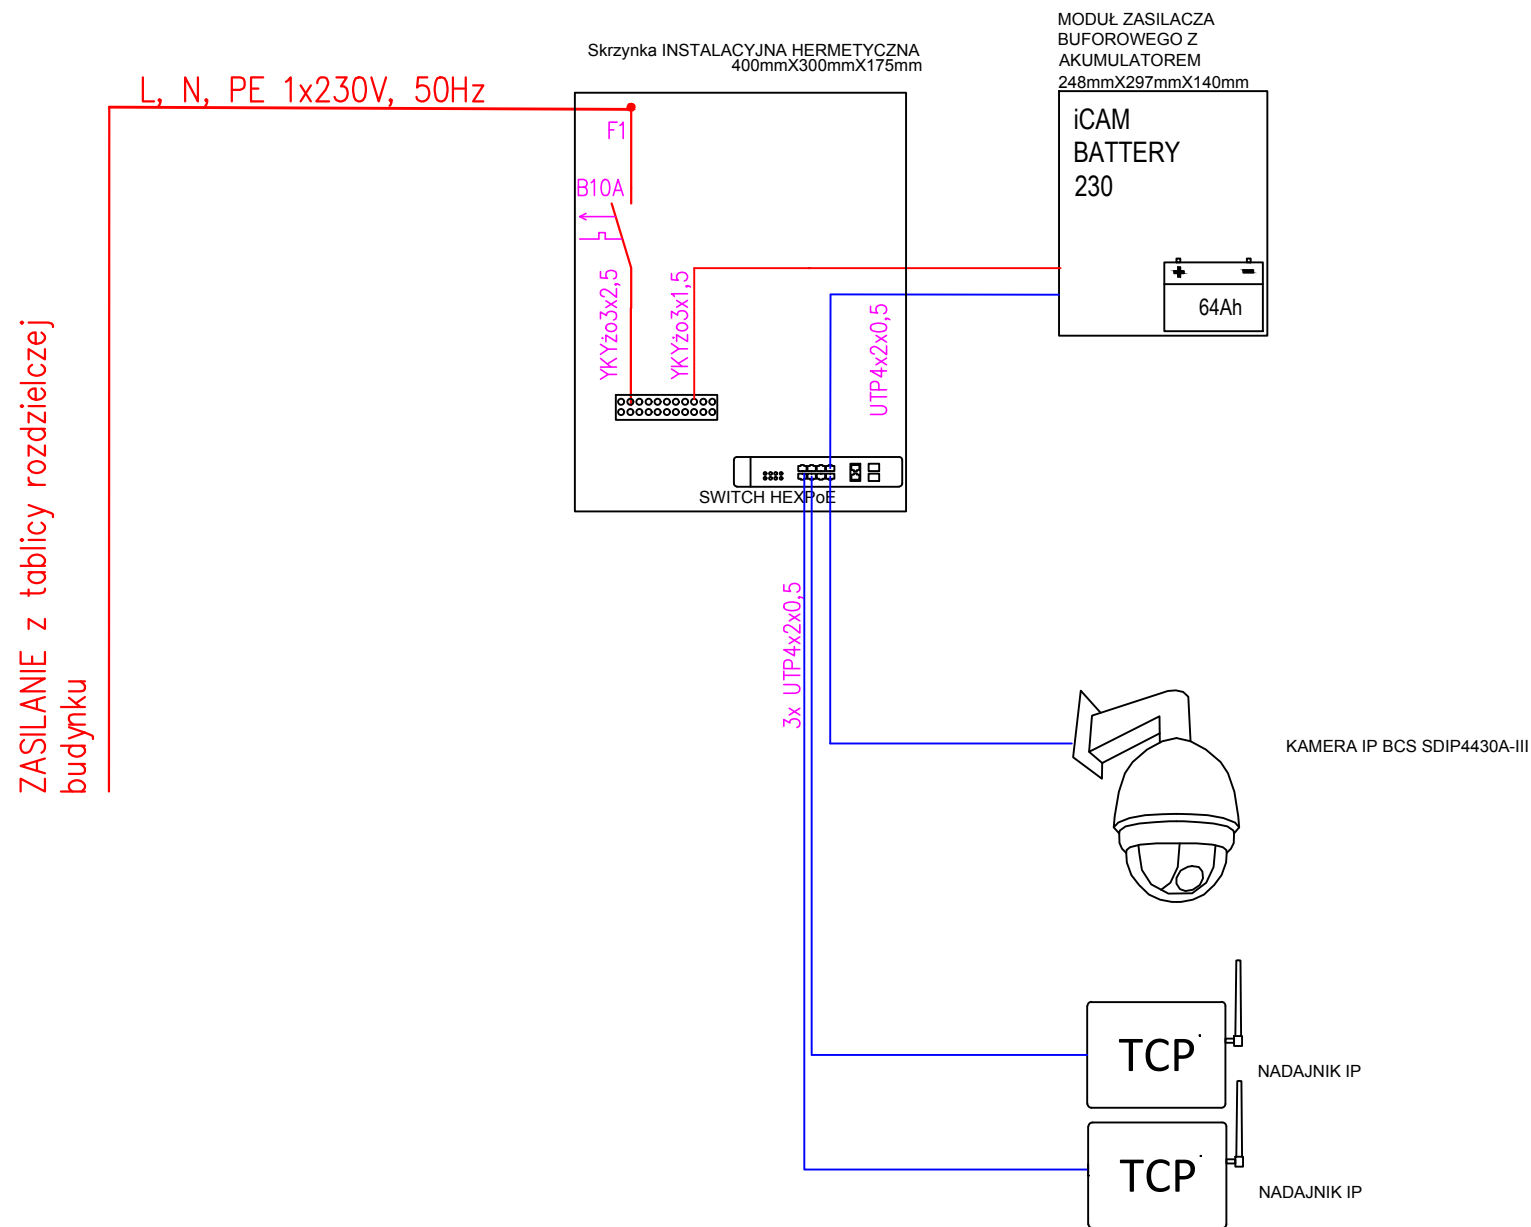 MODUŁ ZASILACZA
BUFOROWEGO Z
AKUMULATOREM
248mmX297mmX140mm
Skrzynka INSTALACYJNA HERMETYCZNA
400mmX300mmX175mm
L, N, PE 1x230V, 50Hz
F1
B10A
iCAM
BATTERY
230
+ −
64Ah
YKYżo3x2,5
YKYżo3x1,5
UTP4x2x0,5
SWITCH HEXPoE
ZASILANIE z tablicy rozdzielczej
budynku
3x UTP4x2x0,5
KAMERA IP BCS SDIP4430A-III
TCP
NADAJNIK IP
TCP
NADAJNIK IP